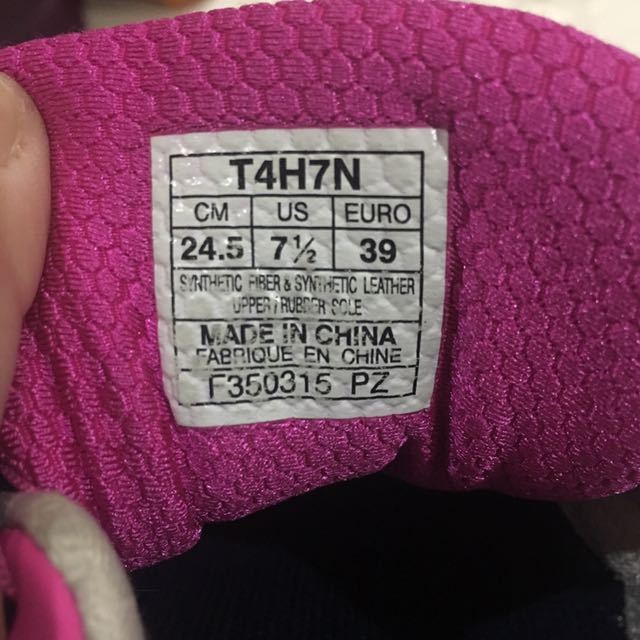 T4H7N
CM US EURO
24.5 7½ 39
SYNTHETIC FIBER & SYNTHETIC LEATHER
UPPER / RUBBER SOLE
MADE IN CHINA
FABRIQUE EN CHINE
F350315 PZ